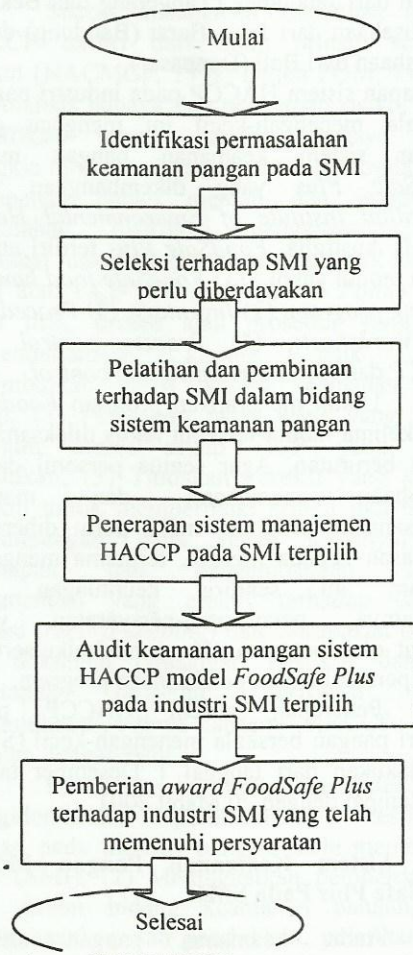 Mulai
Identifikasi permasalahan
keamanan pangan pada SMI
Seleksi terhadap SMI yang
perlu diberdayakan
Pelatihan dan pembinaan
terhadap SMI dalam bidang
sistem keamanan pangan
Penerapan sistem manajemen
HACCP pada SMI terpilih
Audit keamanan pangan sistem
HACCP model FoodSafe Plus
pada industri SMI terpilih
Pemberian award FoodSafe Plus
terhadap industri SMI yang telah
memenuhi persyaratan
Selesai